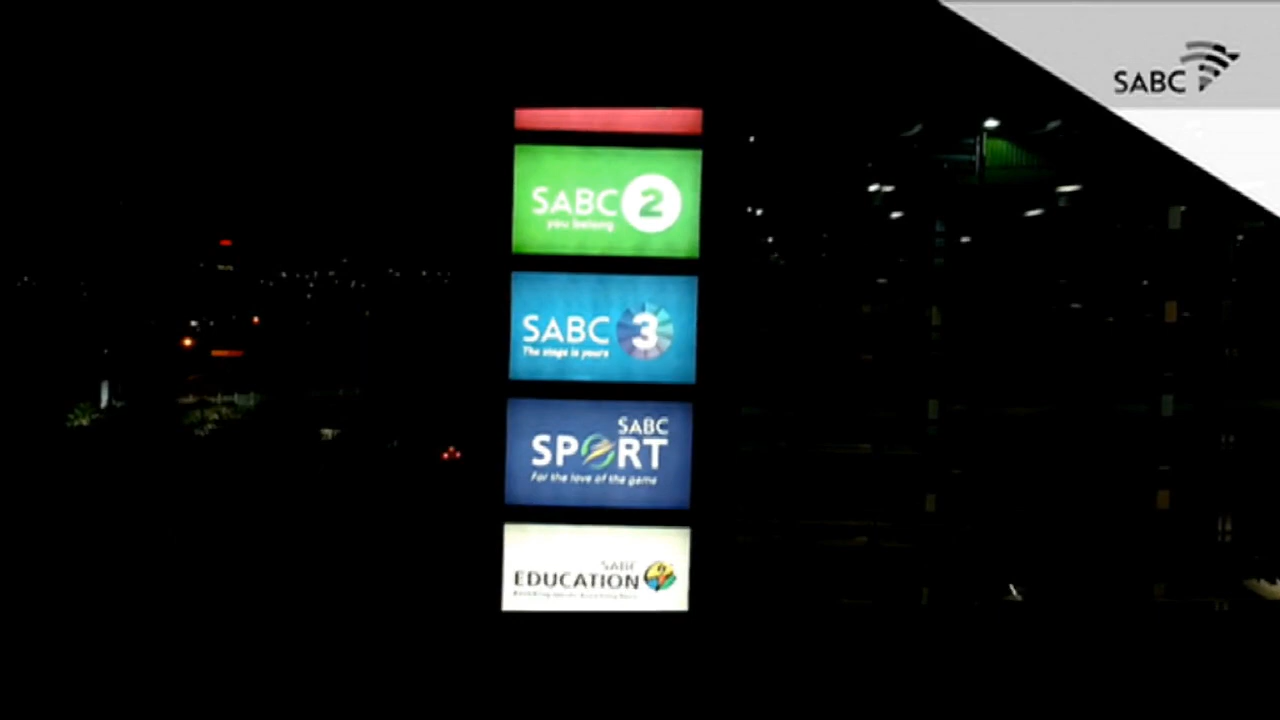 SABC
SABC 2
you belong
SABC 3
The stage is yours
SABC
SPORT
For the love of the game
SABC
EDUCATION